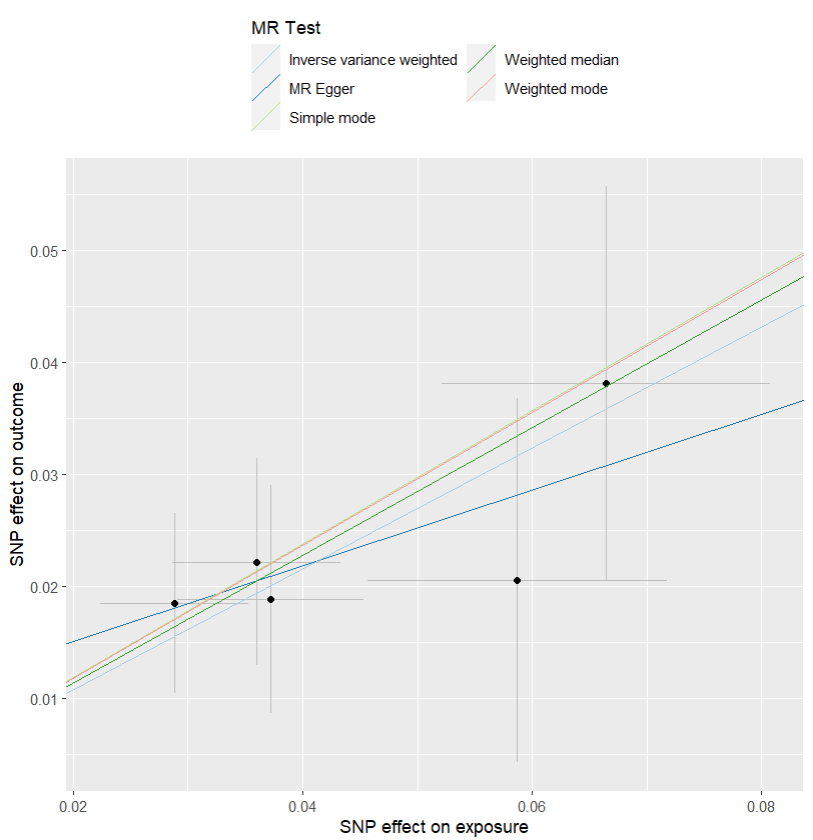 MR Test
Inverse variance weighted
Weighted median
MR Egger
Weighted mode
Simple mode
SNP effect on outcome
0.05
0.04
0.03
0.02
0.01
0.02
0.04
0.06
0.08
SNP effect on exposure